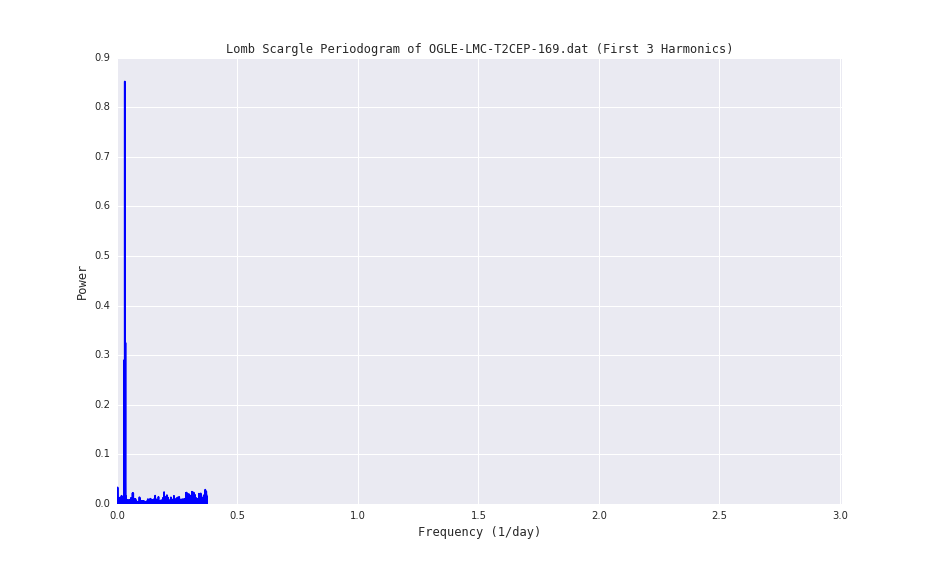 Lomb Scargle Periodogram of OGLE-LMC-T2CEP-169.dat (First 3 Harmonics)
0.9
0.8
0.7
0.6
0.5
0.4
0.3
0.2
0.1
0.0
Power
0.0 0.5 1.0 1.5 2.0 2.5 3.0
Frequency (1/day)